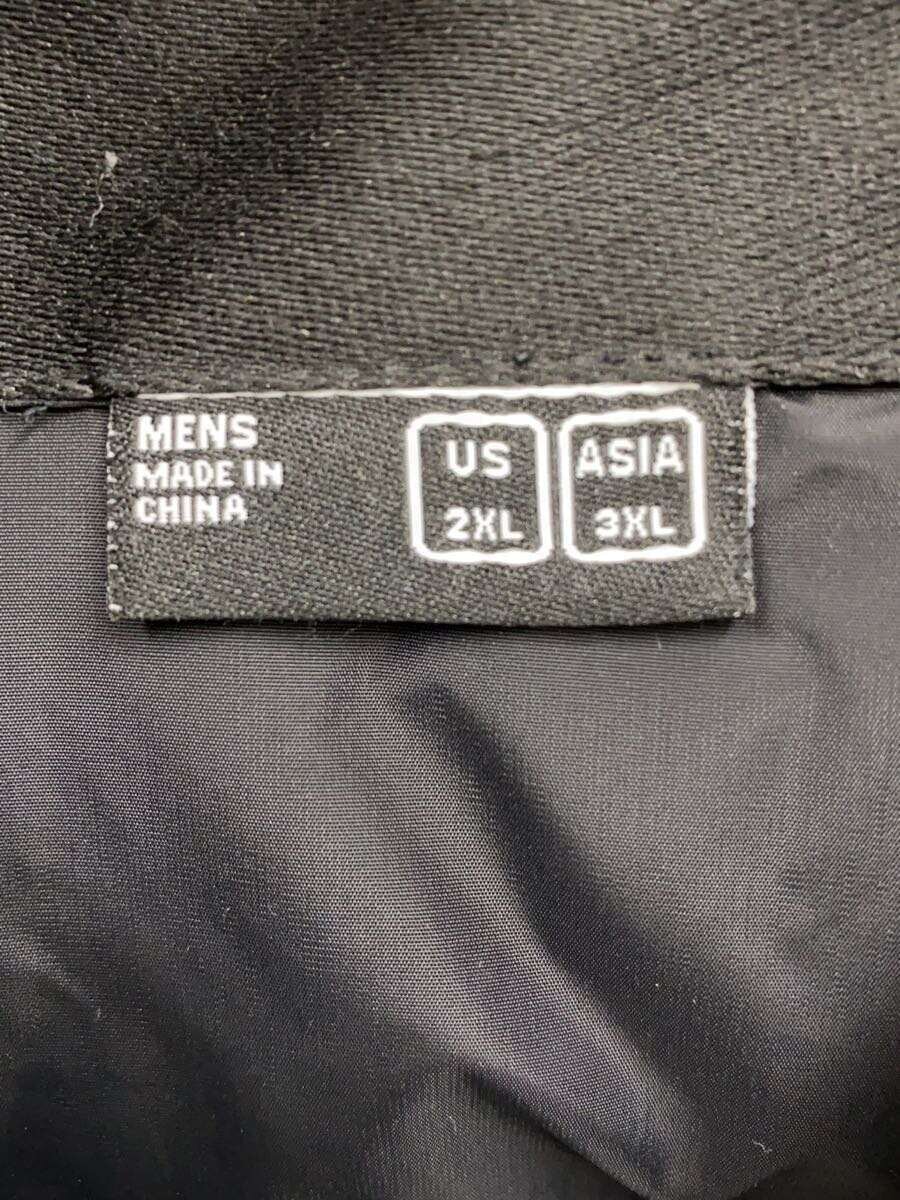 MENS
MADE IN
CHINA
US
2XL
ASIA
3XL